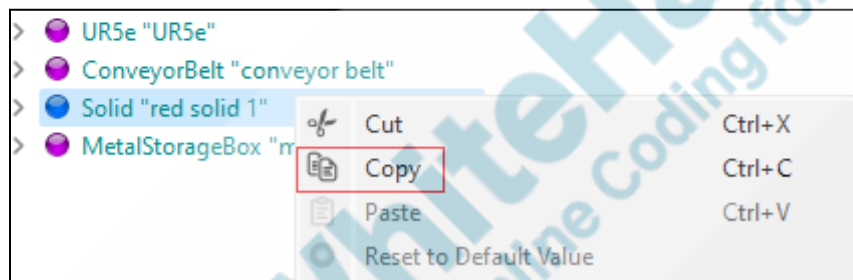 UR5e "UR5e"
ConveyorBelt "conveyor belt"
Solid "red solid 1"
MetalStorageBox "m
Cut Ctrl+X
Copy Ctrl+C
Paste Ctrl+V
Reset to Default Value